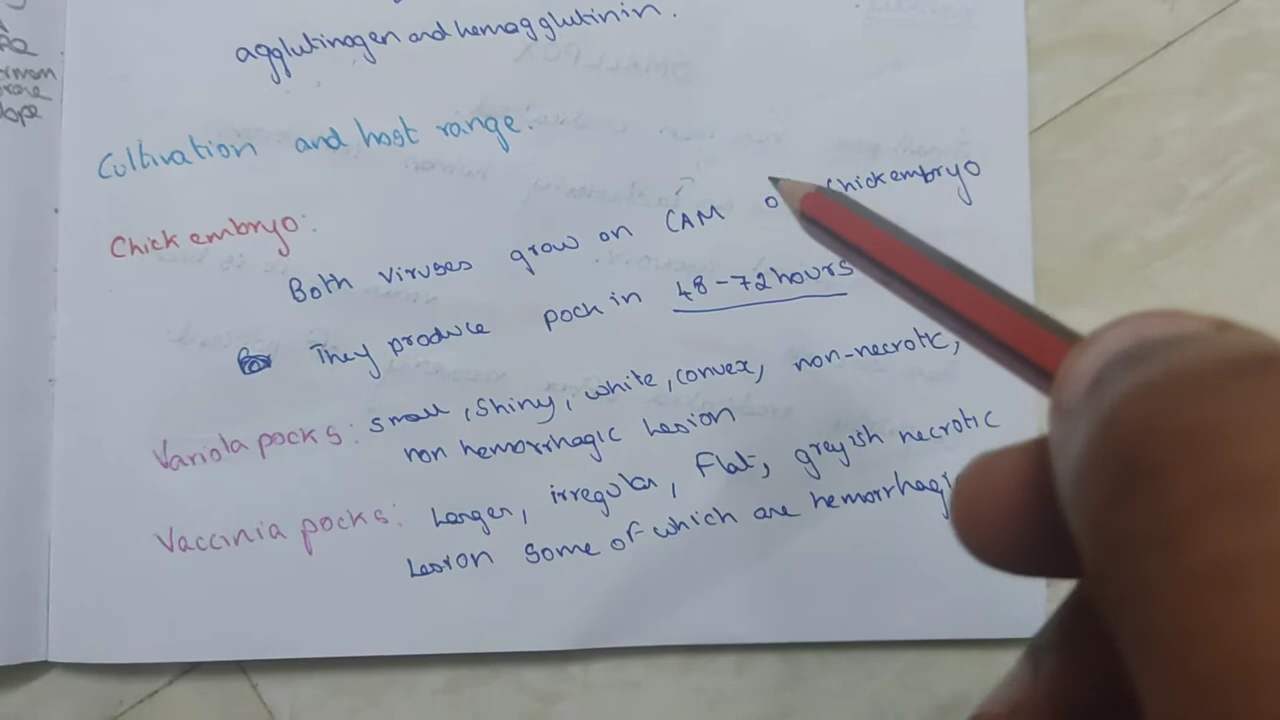 agglutinogen and hemagglutinin.
Cultivation and host range.
Chick embryo:
Both viruses grow on CAM chick embryo
They produce pock in 48-72 hours
Variola pocks: small, shiny, white, convex, non-necrotic,
non hemorrhagic lesion
Vaccinia pocks: Larger, irregular, Flat, greyish necrotic
Lesion some of which are hemorrhagic